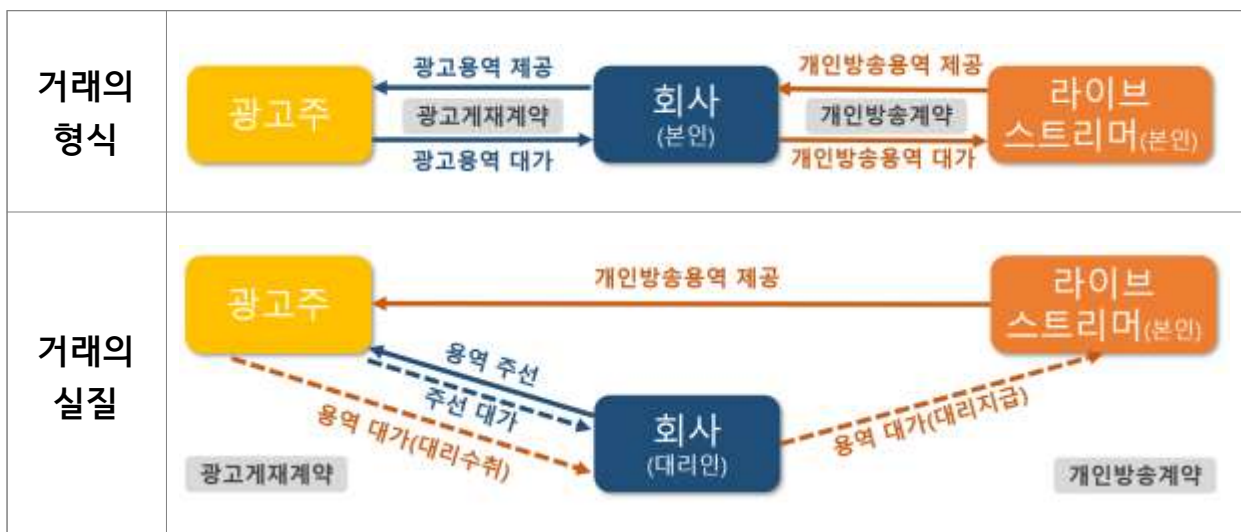 거래의
형식
광고주
광고용역 제공
광고게재계약
광고용역 대가
회사
(본인)
개인방송용역 제공
개인방송계약
개인방송용역 대가
라이브
스트리머(본인)
거래의
실질
광고주
개인방송용역 제공
라이브
스트리머(본인)
용역 주선
주선 대가
용역 대가(대리수취)
회사
(대리인)
용역 대가(대리지급)
광고게재계약
개인방송계약